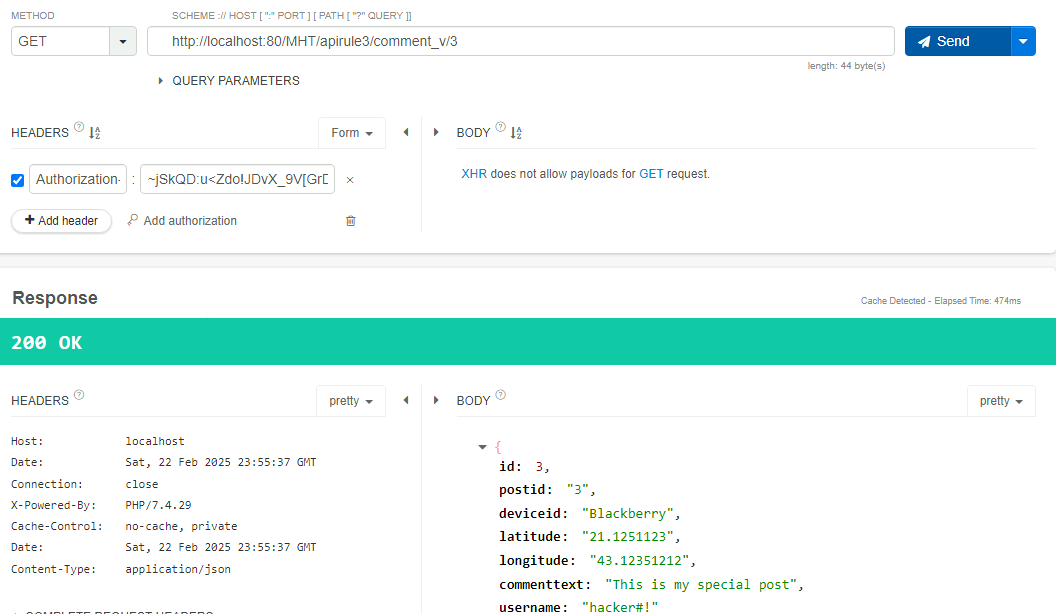 METHOD
SCHEME :// HOST [ ":" PORT ] [ PATH [ "?" QUERY ]]
GET
http://localhost:80/MHT/apirule3/comment_v/3
Send
length: 44 byte(s)
QUERY PARAMETERS
HEADERS ?
Form
BODY ?
XHR does not allow payloads for GET request.
Authorization- : ~jSkQD:u<Zdo!JDvX_9V[GrD ×
+ Add header
Add authorization
Response
Cache Detected - Elapsed Time: 474ms
200 OK
HEADERS ?
pretty
BODY ?
pretty
Host: localhost
Date: Sat, 22 Feb 2025 23:55:37 GMT
Connection: close
X-Powered-By: PHP/7.4.29
Cache-Control: no-cache, private
Date: Sat, 22 Feb 2025 23:55:37 GMT
Content-Type: application/json
COMPLETE REQUEST HEADERS
{
id: 3,
postid: "3",
deviceid: "Blackberry",
latitude: "21.1251123",
longitude: "43.12351212",
commenttext: "This is my special post",
username: "hacker#!"